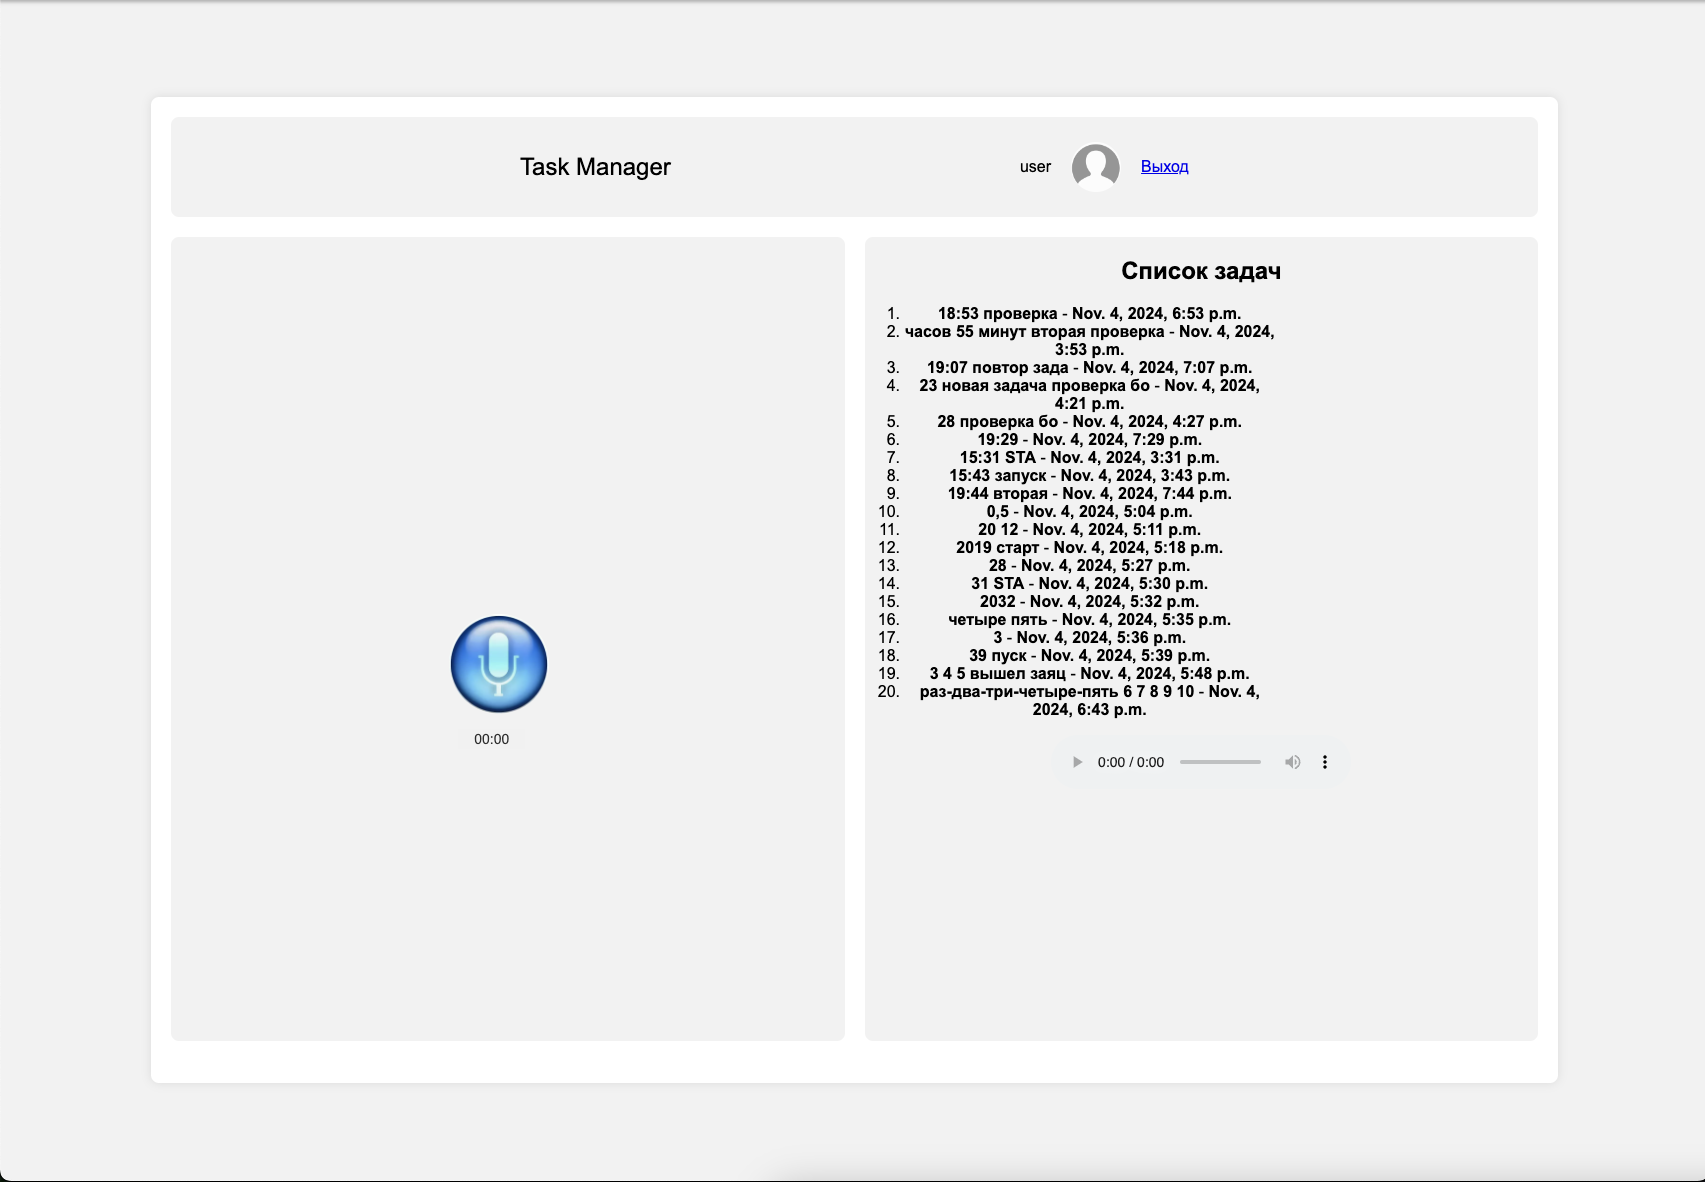 Task Manager
user
Выход
Список задач
1. 18:53 проверка - Nov. 4, 2024, 6:53 p.m.
2. часов 55 минут вторая проверка - Nov. 4, 2024,
3:53 p.m.
3. 19:07 повтор зада - Nov. 4, 2024, 7:07 p.m.
4. 23 новая задача проверка бо - Nov. 4, 2024,
4:21 p.m.
5. 28 проверка бо - Nov. 4, 2024, 4:27 p.m.
6. 19:29 - Nov. 4, 2024, 7:29 p.m.
7. 15:31 STA - Nov. 4, 2024, 3:31 p.m.
8. 15:43 запуск - Nov. 4, 2024, 3:43 p.m.
9. 19:44 вторая - Nov. 4, 2024, 7:44 p.m.
10. 0,5 - Nov. 4, 2024, 5:04 p.m.
11. 20 12 - Nov. 4, 2024, 5:11 p.m.
12. 2019 старт - Nov. 4, 2024, 5:18 p.m.
13. 28 - Nov. 4, 2024, 5:27 p.m.
14. 31 STA - Nov. 4, 2024, 5:30 p.m.
15. 2032 - Nov. 4, 2024, 5:32 p.m.
16. четыре пять - Nov. 4, 2024, 5:35 p.m.
17. 3 - Nov. 4, 2024, 5:36 p.m.
18. 39 пуск - Nov. 4, 2024, 5:39 p.m.
19. 3 4 5 вышел заяц - Nov. 4, 2024, 5:48 p.m.
20. раз-два-три-четыре-пять 6 7 8 9 10 - Nov. 4,
2024, 6:43 p.m.
00:00
0:00 / 0:00